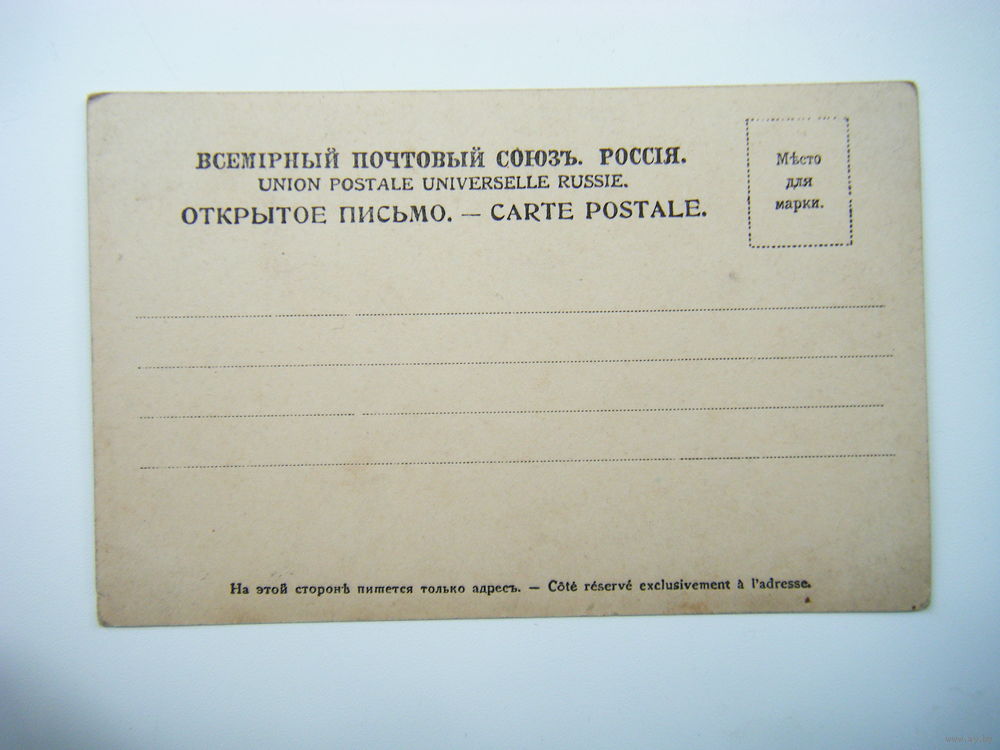 ВСЕМІРНЫЙ ПОЧТОВЫЙ СОЮЗЪ. РОССІЯ.
UNION POSTALE UNIVERSELLE RUSSIE.
ОТКРЫТОЕ ПИСЬМО. — CARTE POSTALE.
Мѣсто
для
марки.
На этой сторонѣ пишется только адресъ. — Côté réservé exclusivement à l'adresse.